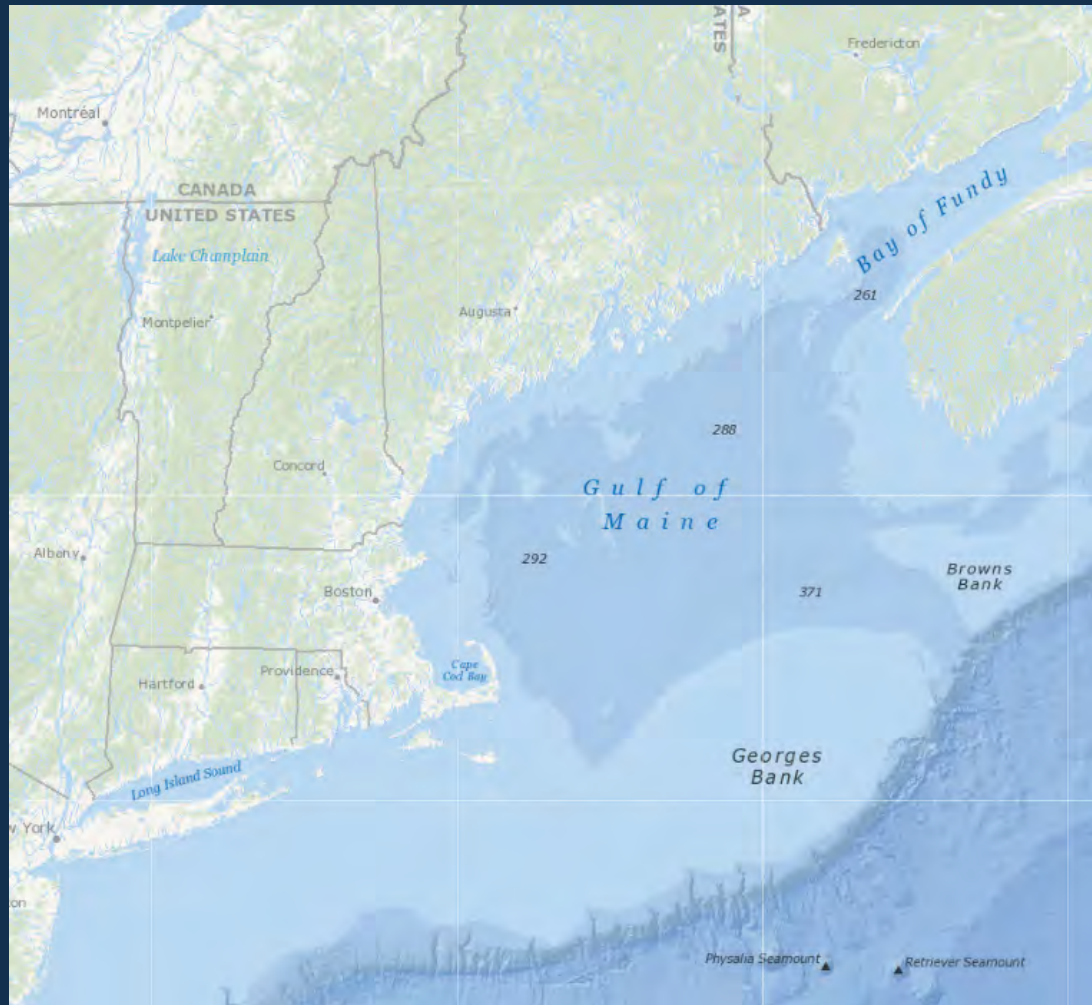 ATES
A
Fredericton
Montréal
CANADA
UNITED STATES
Bay of Fundy
Lake Champlain
261
Augusta
Montpelier
288
Concord
Gulf of
Maine
Albany
292
Browns
Bank
Boston
371
Cape
Cod Bay
Providence
Hartford
Georges
Bank
Long Island Sound
w York
on
Physalia Seamount
Retriever Seamount